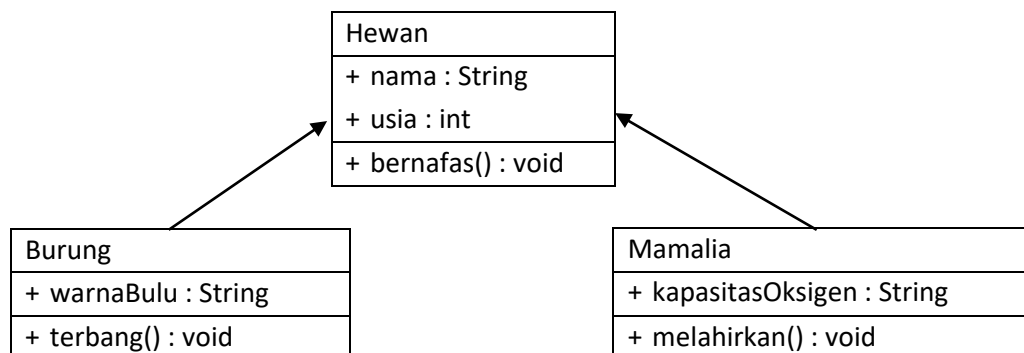 Hewan
+ nama : String
+ usia : int
+ bernafas() : void
Burung
+ warnaBulu : String
+ terbang() : void
Mamalia
+ kapasitasOksigen : String
+ melahirkan() : void